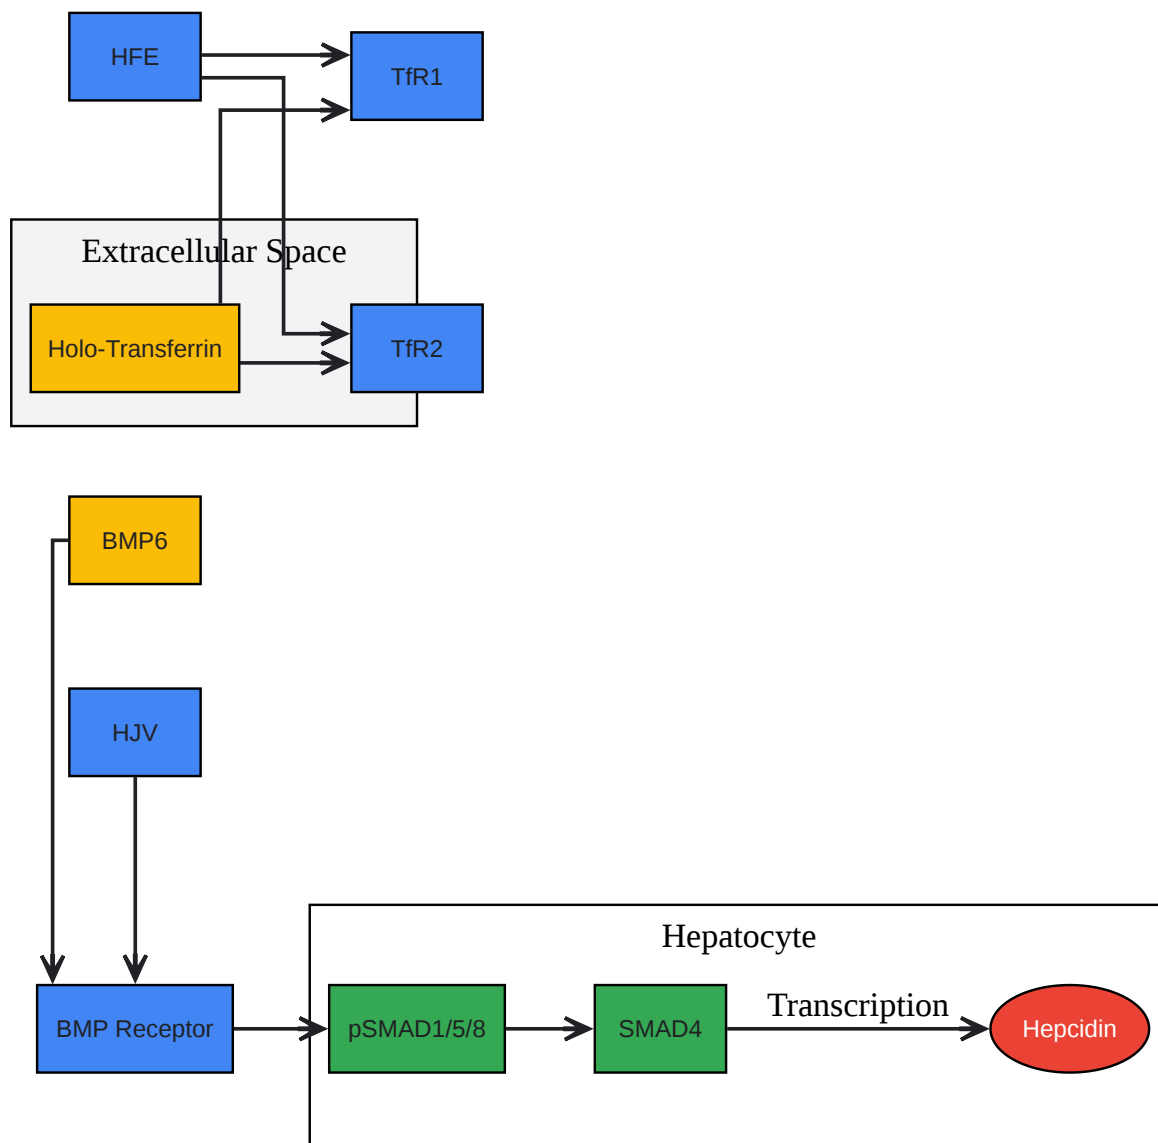 HFE
TfR1
Extracellular Space
Holo-Transferrin
TfR2
BMP6
HJV
Hepatocyte
Transcription
BMP Receptor
pSMAD1/5/8
SMAD4
Hepcidin